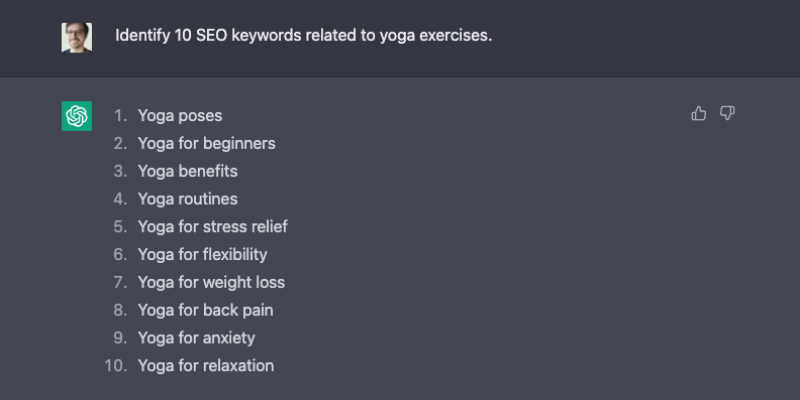 Identify 10 SEO keywords related to yoga exercises.
1. Yoga poses
2. Yoga for beginners
3. Yoga benefits
4. Yoga routines
5. Yoga for stress relief
6. Yoga for flexibility
7. Yoga for weight loss
8. Yoga for back pain
9. Yoga for anxiety
10. Yoga for relaxation